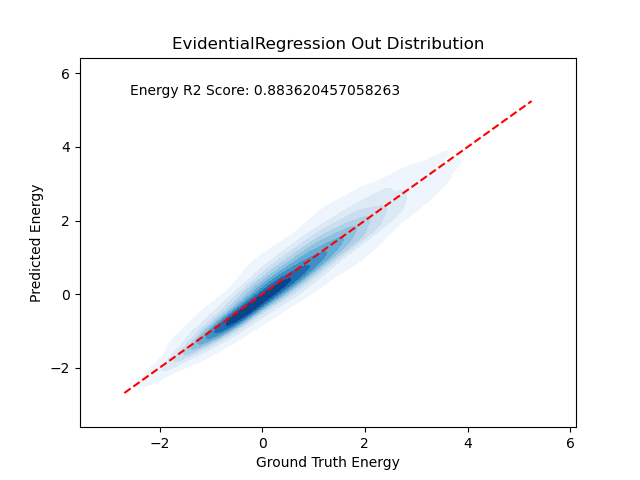 EvidentialRegression Out Distribution
Energy R2 Score: 0.883620457058263
6
4
2
0
−2
Predicted Energy
−2 0 2 4 6
Ground Truth Energy